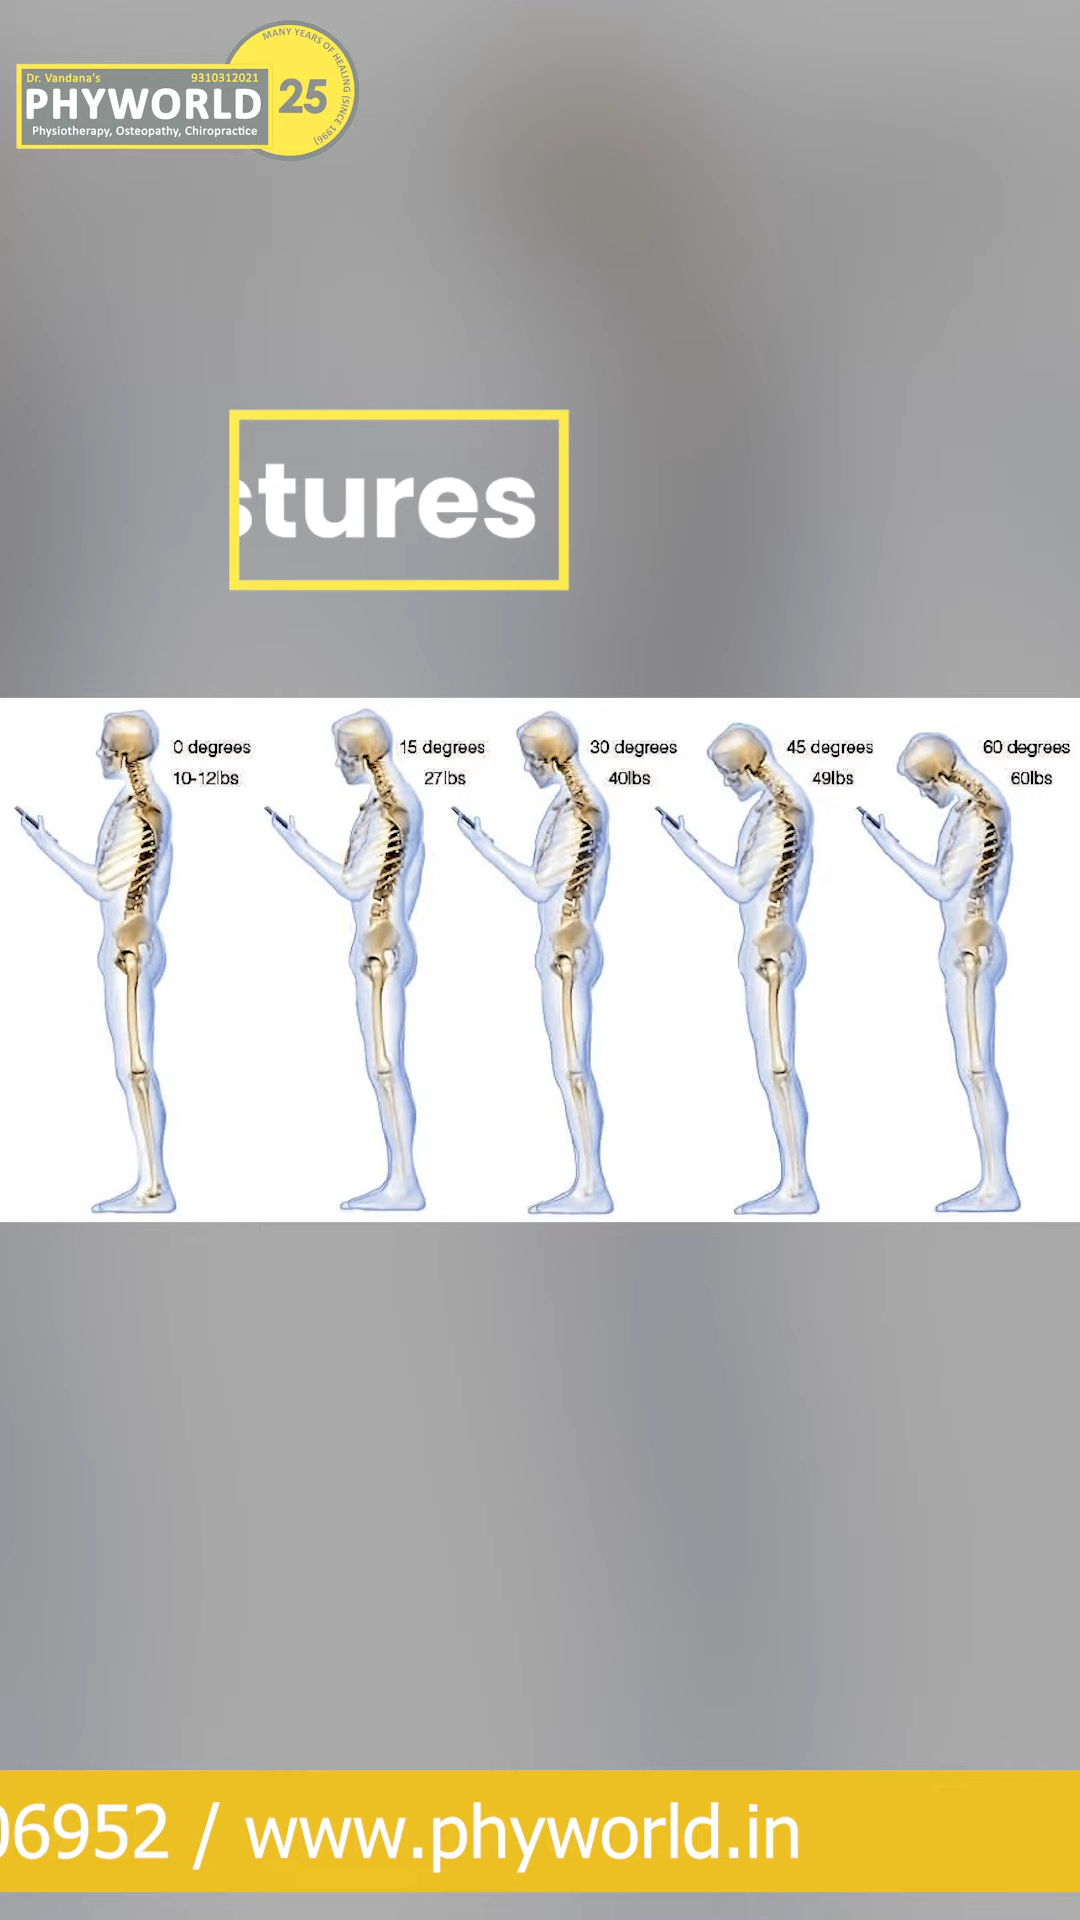 MANY YEARS OF HEALING (SINCE 1996)
Dr. Vandana's 9310312021
PHYWORLD 25
Physiotherapy, Osteopathy, Chiropractice
stures
0 degrees 15 degrees 30 degrees 45 degrees 60 degrees
10-12lbs 27lbs 40lbs 49lbs 60lbs
06952 / www.phyworld.in